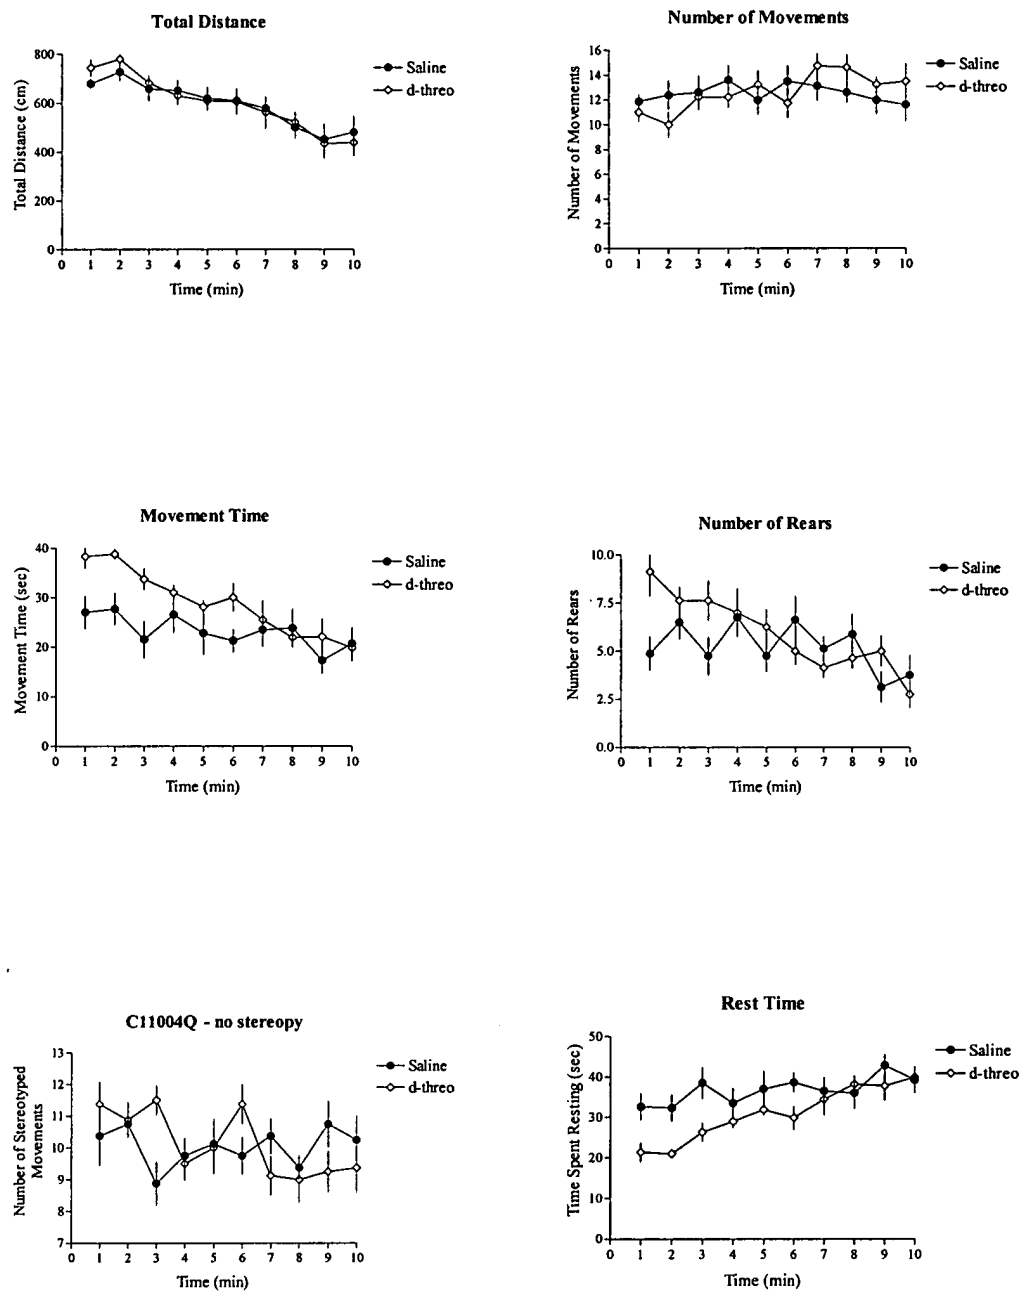 Total Distance
800
600
400
200
0
Total Distance (cm)
0 1 2 3 4 5 6 7 8 9 10
Time (min)
Saline
d-threo
Number of Movements
16
14
12
10
8
6
4
2
0
Number of Movements
0 1 2 3 4 5 6 7 8 9 10
Time (min)
Saline
d-threo
Movement Time
40
30
20
10
0
Movement Time (sec)
0 1 2 3 4 5 6 7 8 9 10
Time (min)
Saline
d-threo
Number of Rears
10.0
7.5
5.0
2.5
0.0
Number of Rears
0 1 2 3 4 5 6 7 8 9 10
Time (min)
Saline
d-threo
C11004Q - no stereopy
13
12
11
10
9
8
7
Number of Stereotyped
Movements
0 1 2 3 4 5 6 7 8 9 10
Time (min)
Saline
d-threo
Rest Time
50
40
30
20
10
0
Time Spent Resting (sec)
0 1 2 3 4 5 6 7 8 9 10
Time (min)
Saline
d-threo